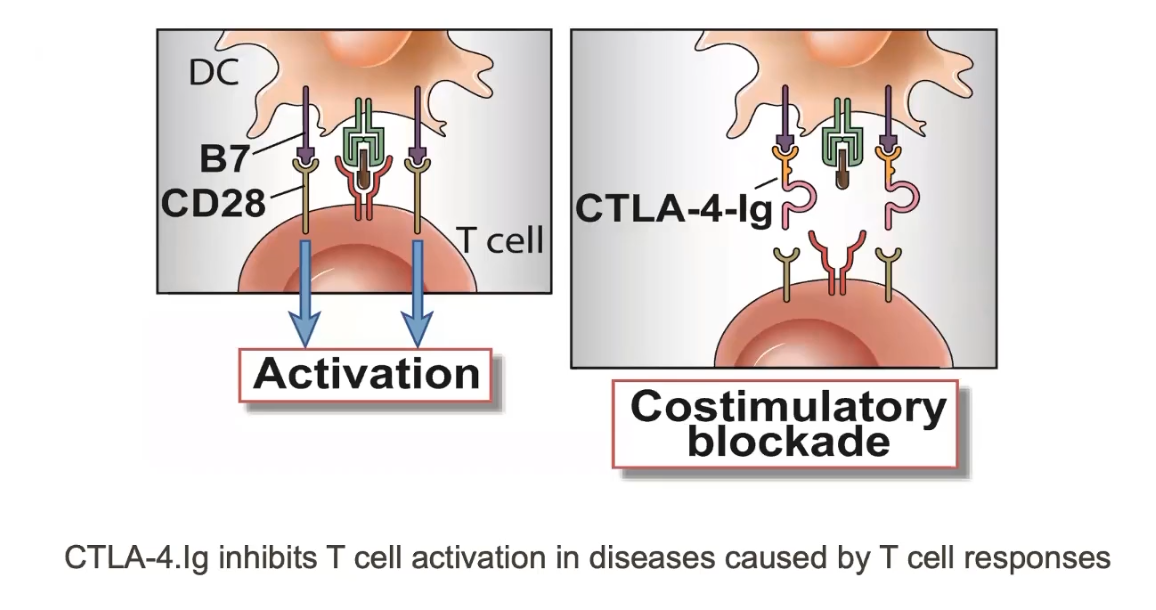 DC
B7
CD28
T cell
Activation
CTLA-4-Ig
Costimulatory
blockade
CTLA-4.Ig inhibits T cell activation in diseases caused by T cell responses